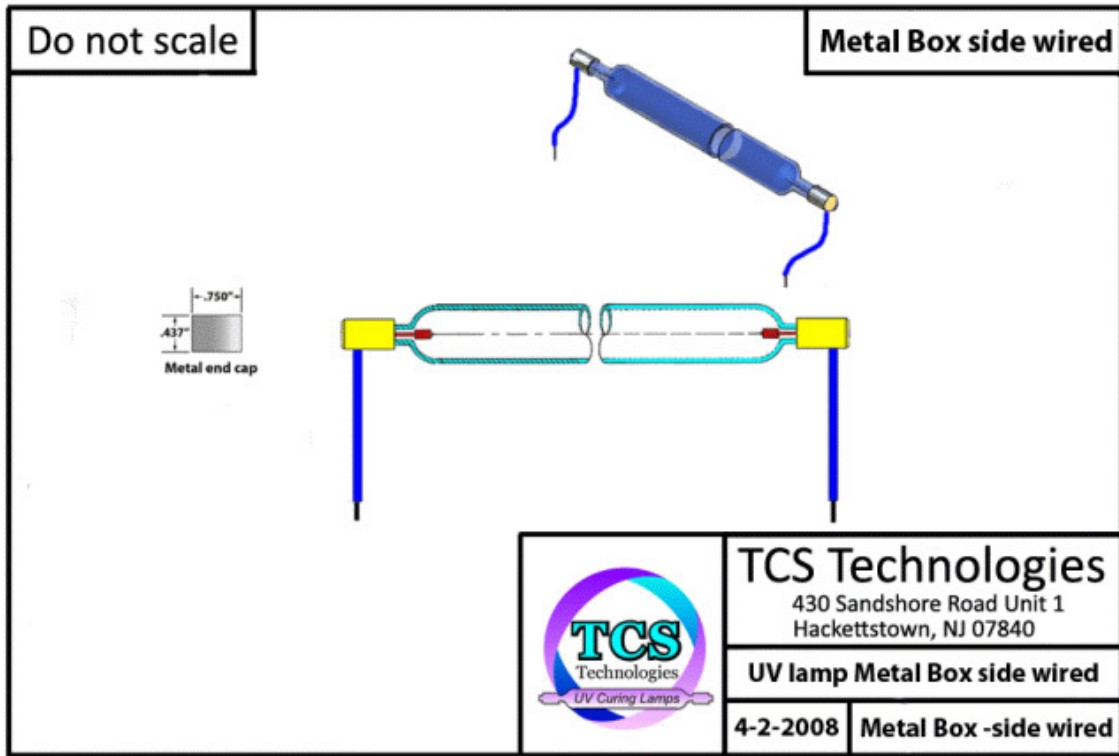 Do not scale
Metal Box side wired
.750"
.437"
Metal end cap
TCS
Technologies
UV Curing Lamps
TCS Technologies
430 Sandshore Road Unit 1
Hackettstown, NJ 07840
UV lamp Metal Box side wired
4-2-2008
Metal Box -side wired